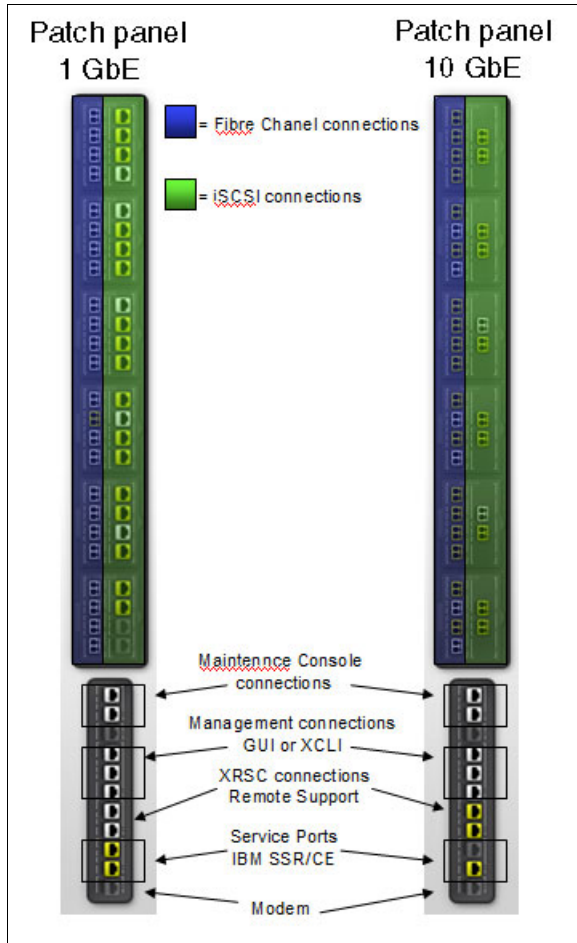 Patch panel
1 GbE
Patch panel
10 GbE
= Fibre Chanel connections
= iSCSI connections
Maintennce Console
connections
Management connections
GUI or XCLI
XRSC connections
Remote Support
Service Ports
IBM SSR/CE
Modem